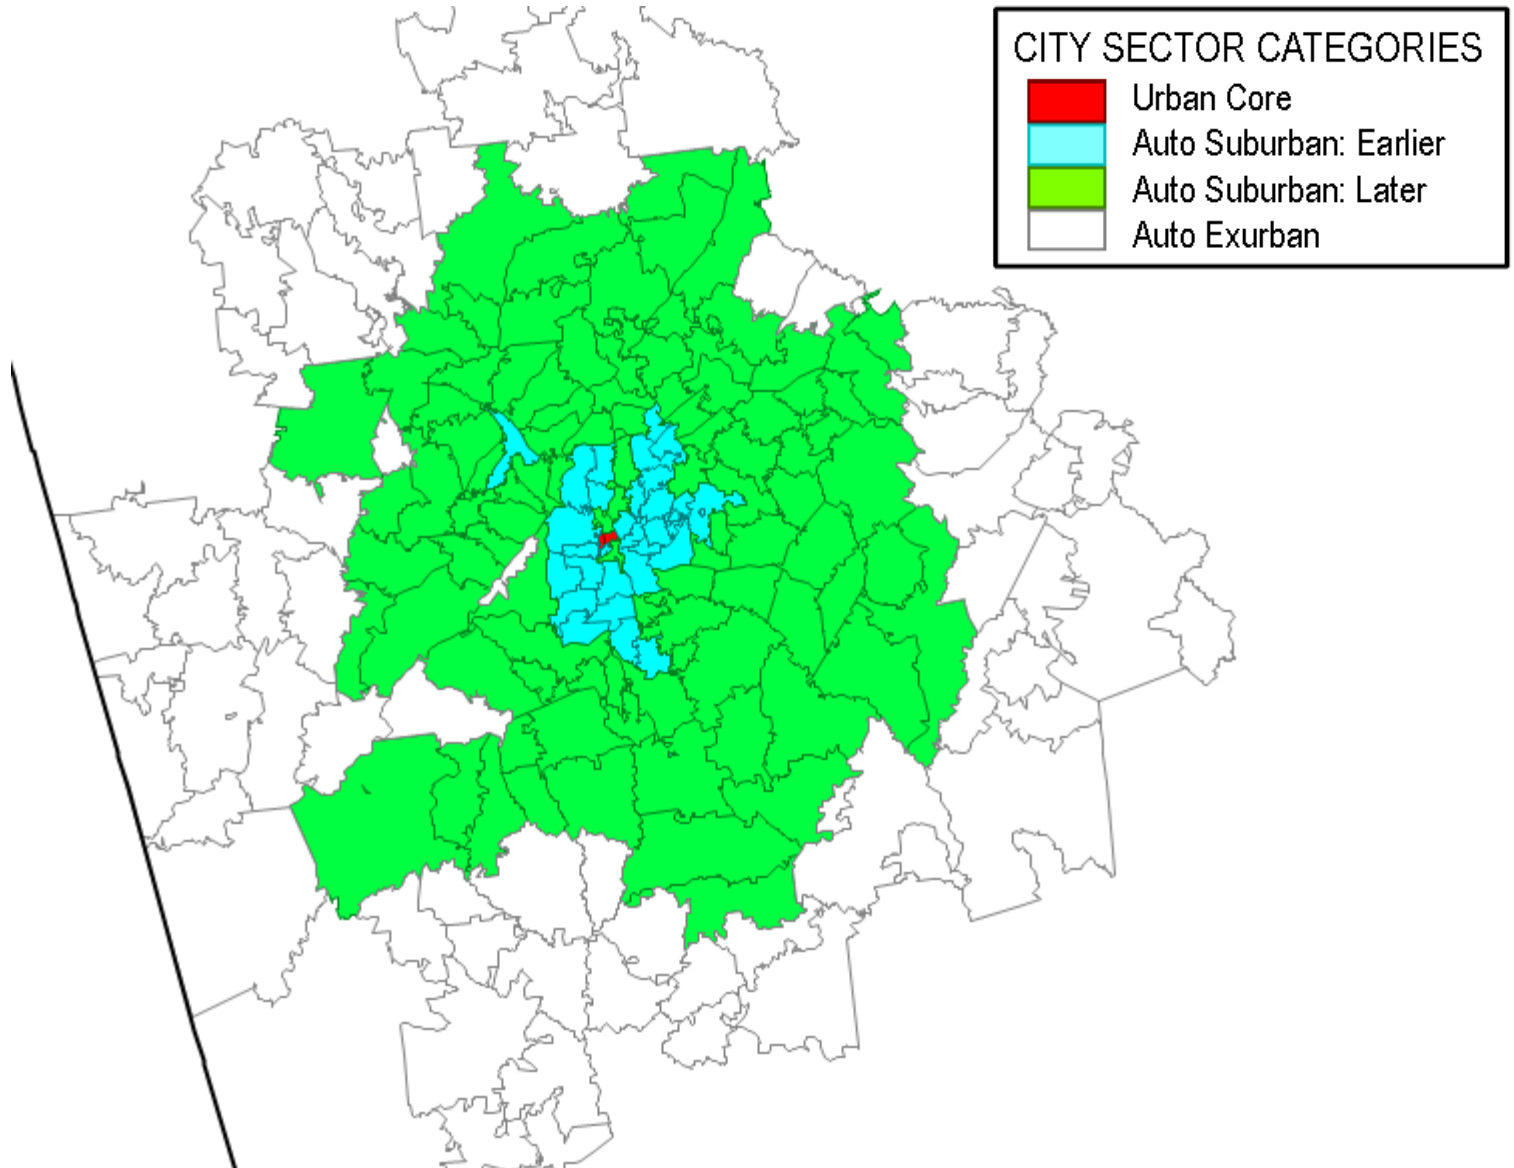 CITY SECTOR CATEGORIES
Urban Core
Auto Suburban: Earlier
Auto Suburban: Later
Auto Exurban